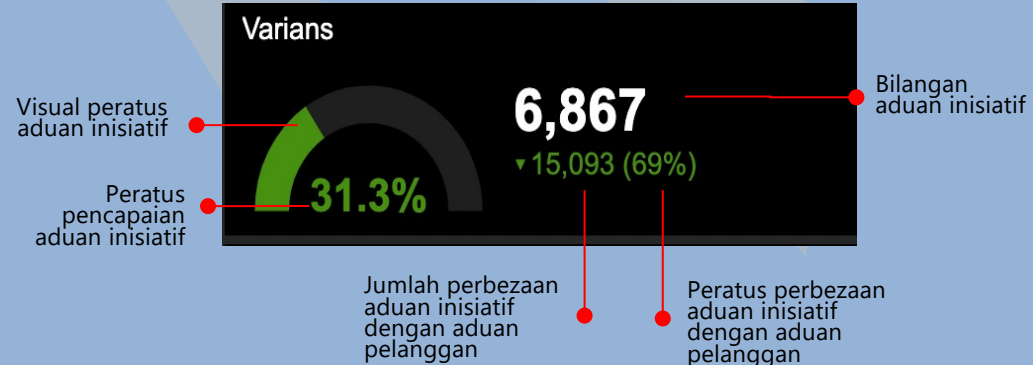 Varians
Visual peratus
aduan inisiatif
6,867
Bilangan
aduan inisiatif
▼15,093 (69%)
31.3%
Peratus
pencapaian
aduan inisiatif
Jumlah perbezaan
aduan inisiatif
dengan aduan
pelanggan
Peratus perbezaan
aduan inisiatif
dengan aduan
pelanggan